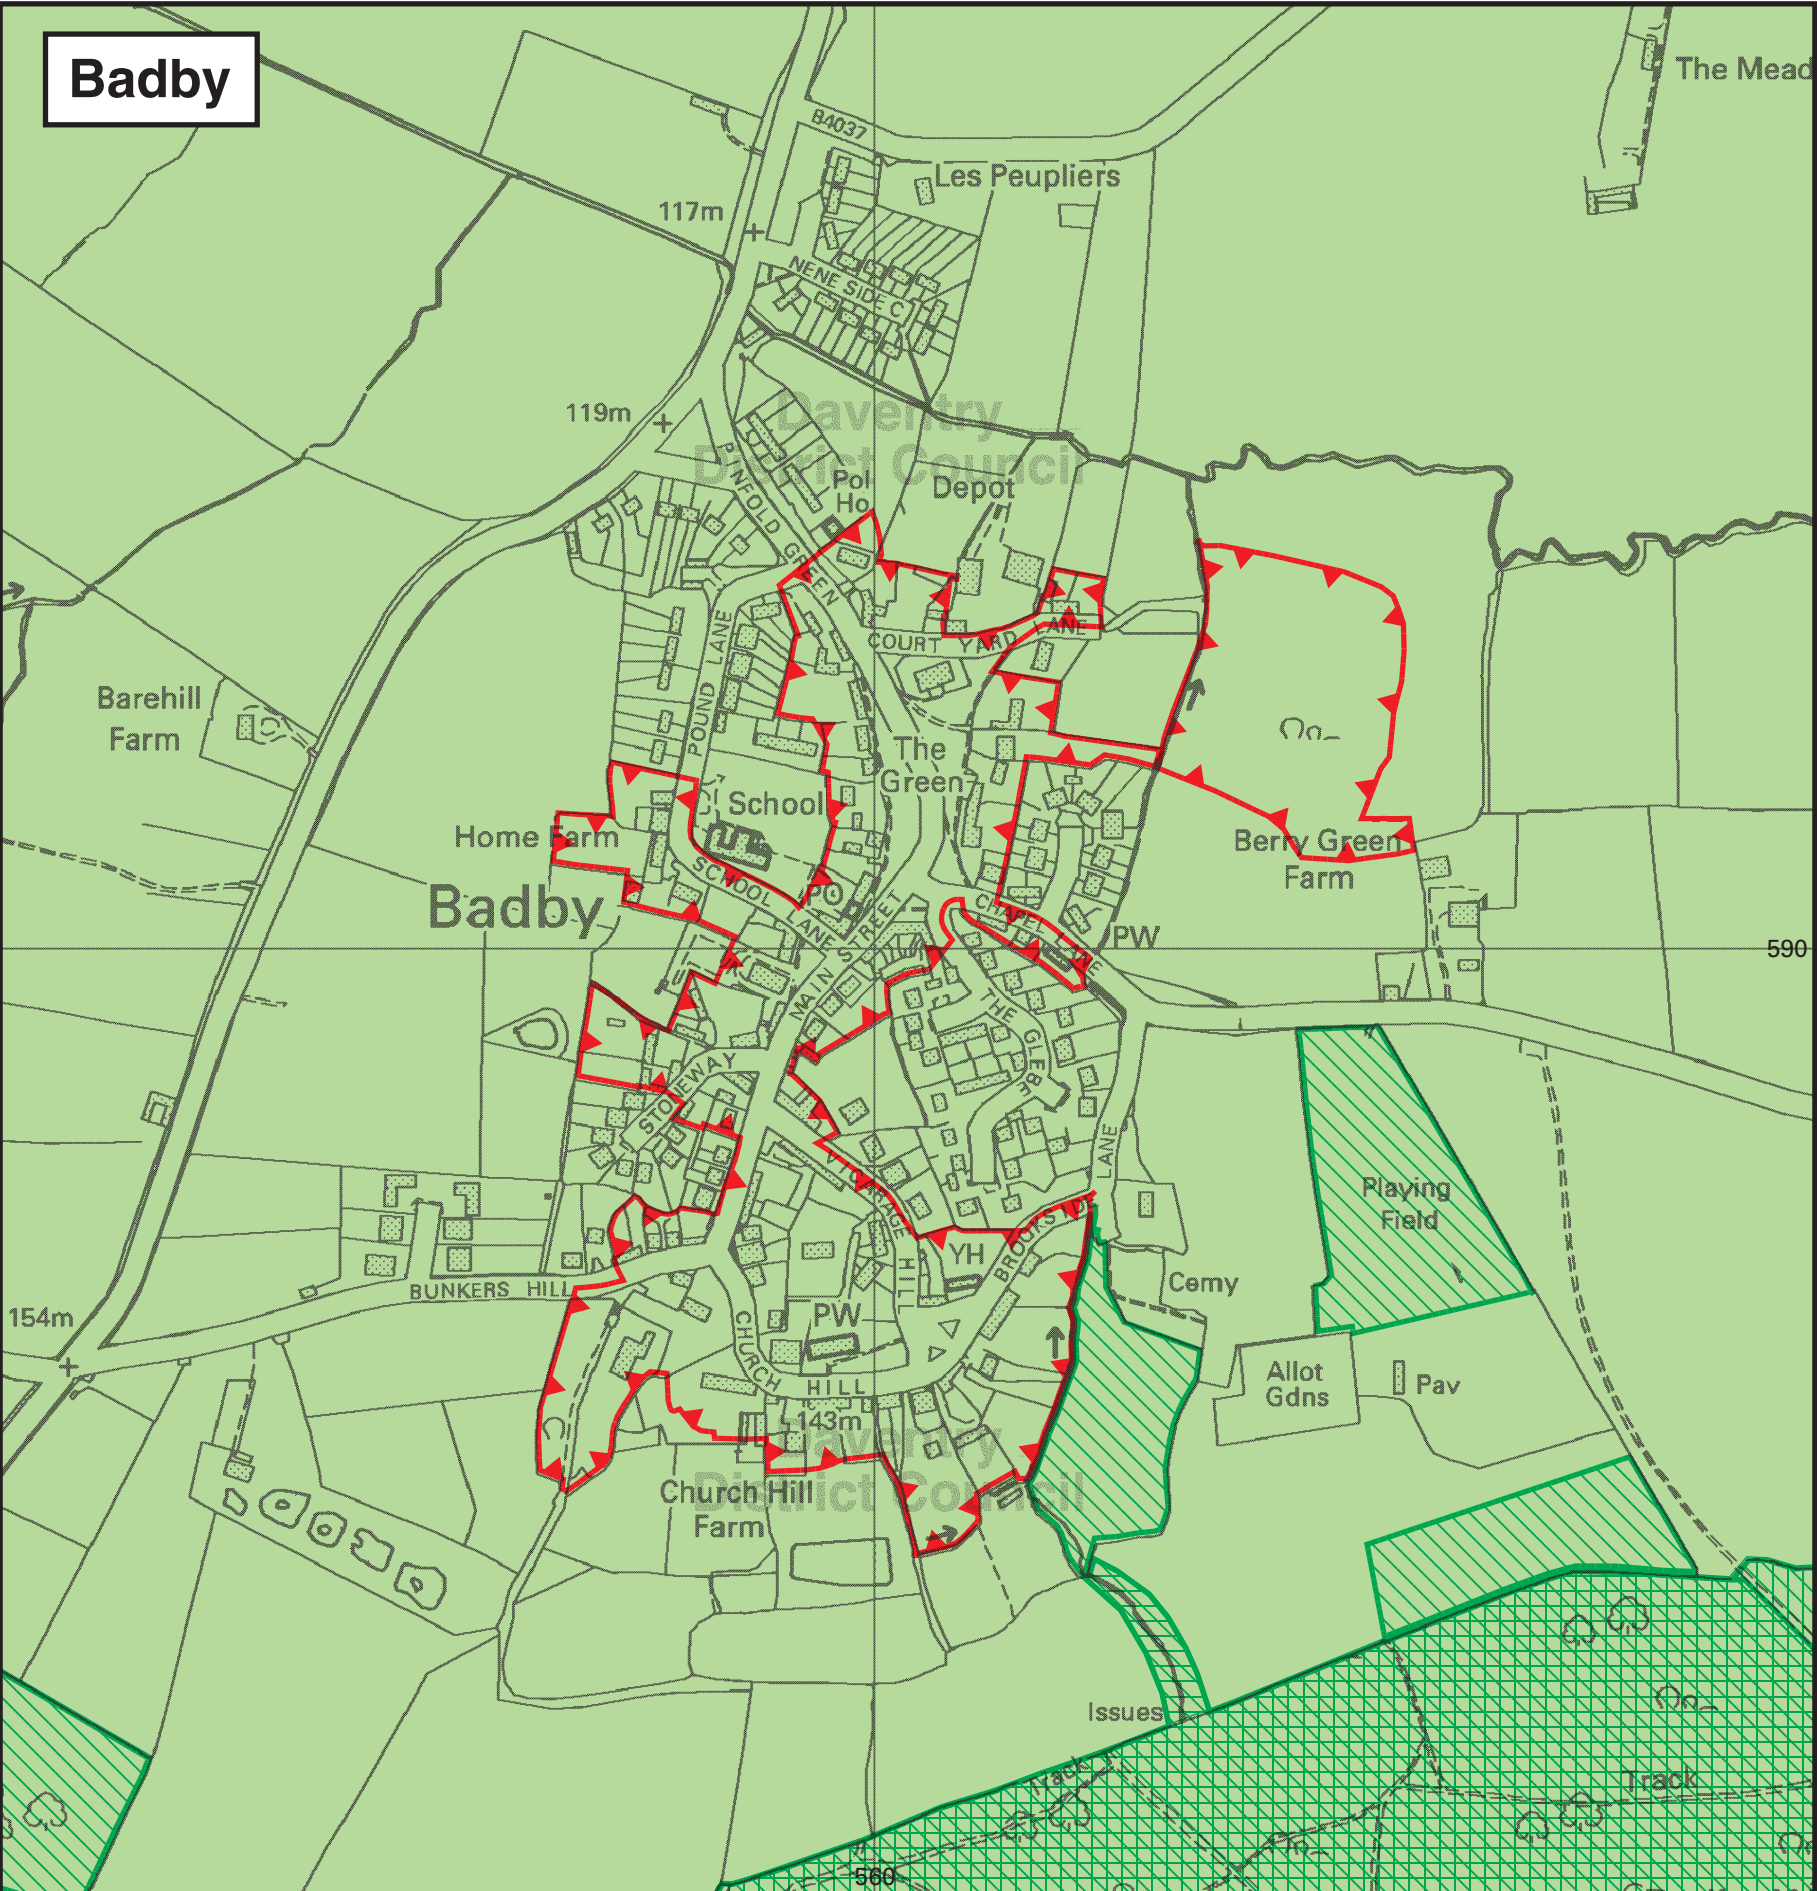 Badby
The Mead
B4037
Les Peupliers
117m
NENE SIDE C
Daventry
District Council
119m
PINFOLD GREEN
Pol
Ho
Depot
COURT YARD LANE
POUND LANE
Barehill
Farm
The
Green
School
Home Farm
Berry Green
Farm
SCHOOL LANE
PO
Badby
MAIN STREET
CHAPEL LANE
PW
590
THE GLEBE
STONEWAY
LANE
VICARAGE HILL
Playing
Field
YH
BROOKSIDE
BUNKERS HILL
Cemy
154m
PW
CHURCH HILL
Allot
Gdns
Pav
143m
Daventry
District Council
Church Hill
Farm
Issues
Track
Track
560